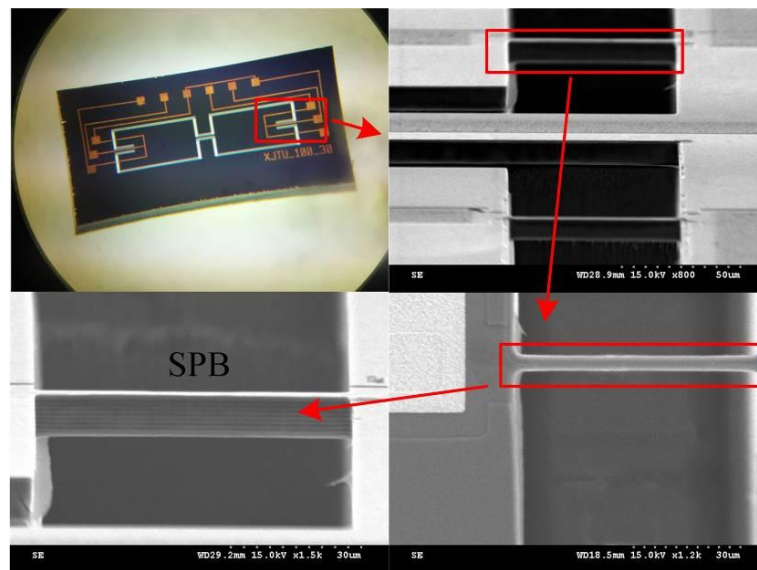 XJTU_100_30
SE WD28.9mm 15.0kV x800 50um
SPB
SE WD29.2mm 15.0kV x1.5k 30um
SE WD18.5mm 15.0kV x1.2k 30um